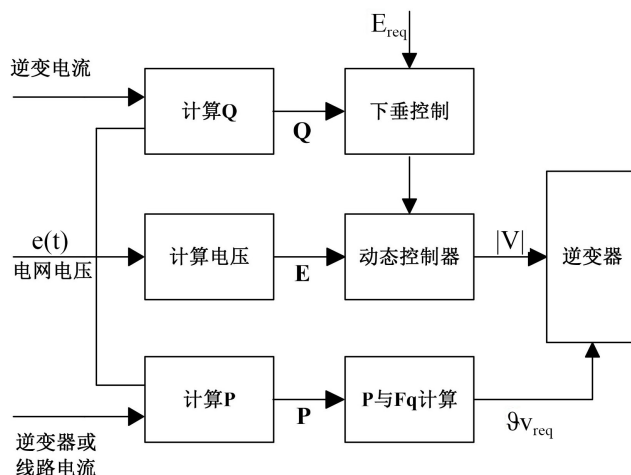 E_req
逆变电流
计算Q
Q
下垂控制
e(t)
电网电压
计算电压
E
动态控制器
|V|
逆变器
计算P
P
P与Fq计算
ϑv_req
逆变器或
线路电流